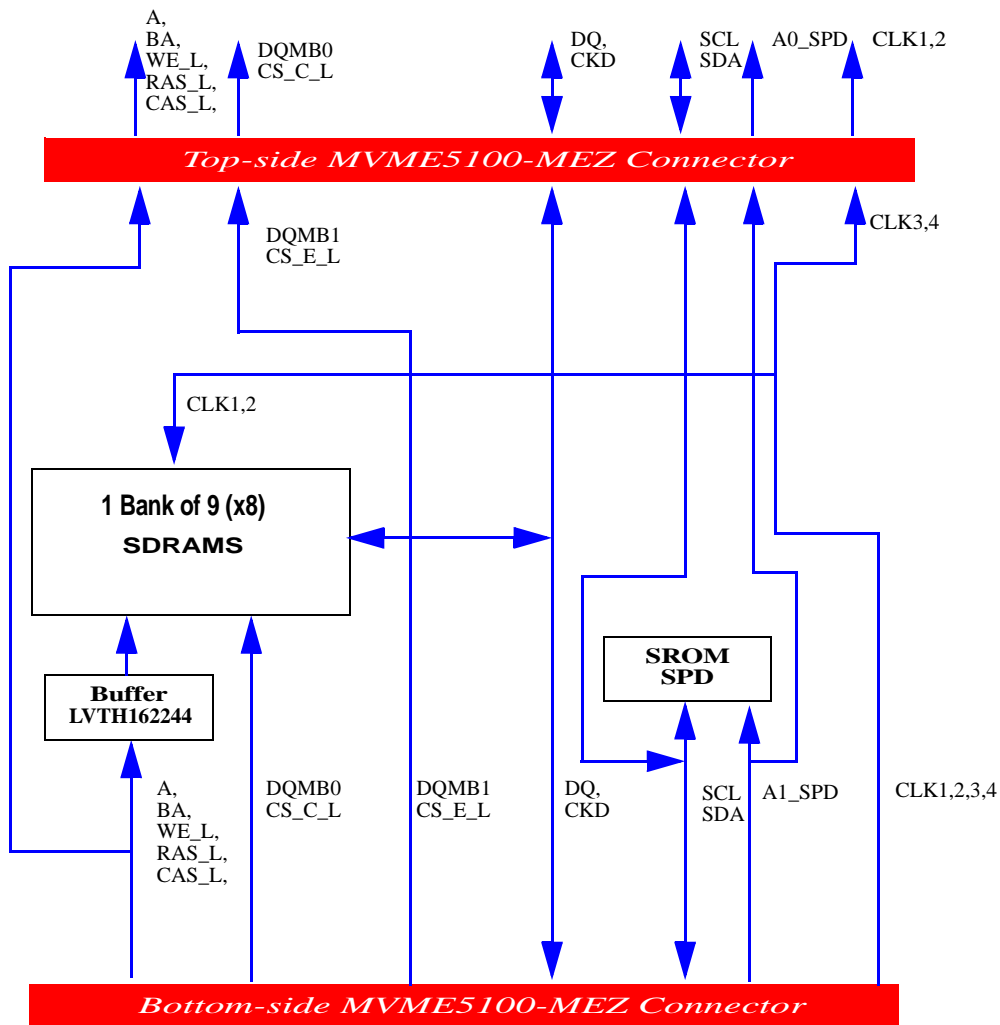 A,
BA,
WE_L,
RAS_L,
CAS_L,
DQMB0
CS_C_L
DQ,
CKD
SCL
SDA
A0_SPD
CLK1,2
Top-side MVME5100-MEZ Connector
DQMB1
CS_E_L
CLK3,4
CLK1,2
1 Bank of 9 (x8)
SDRAMS
SROM
SPD
Buffer
LVTH162244
A,
BA,
WE_L,
RAS_L,
CAS_L,
DQMB0
CS_C_L
DQMB1
CS_E_L
DQ,
CKD
SCL
SDA
A1_SPD
CLK1,2,3,4
Bottom-side MVME5100-MEZ Connector